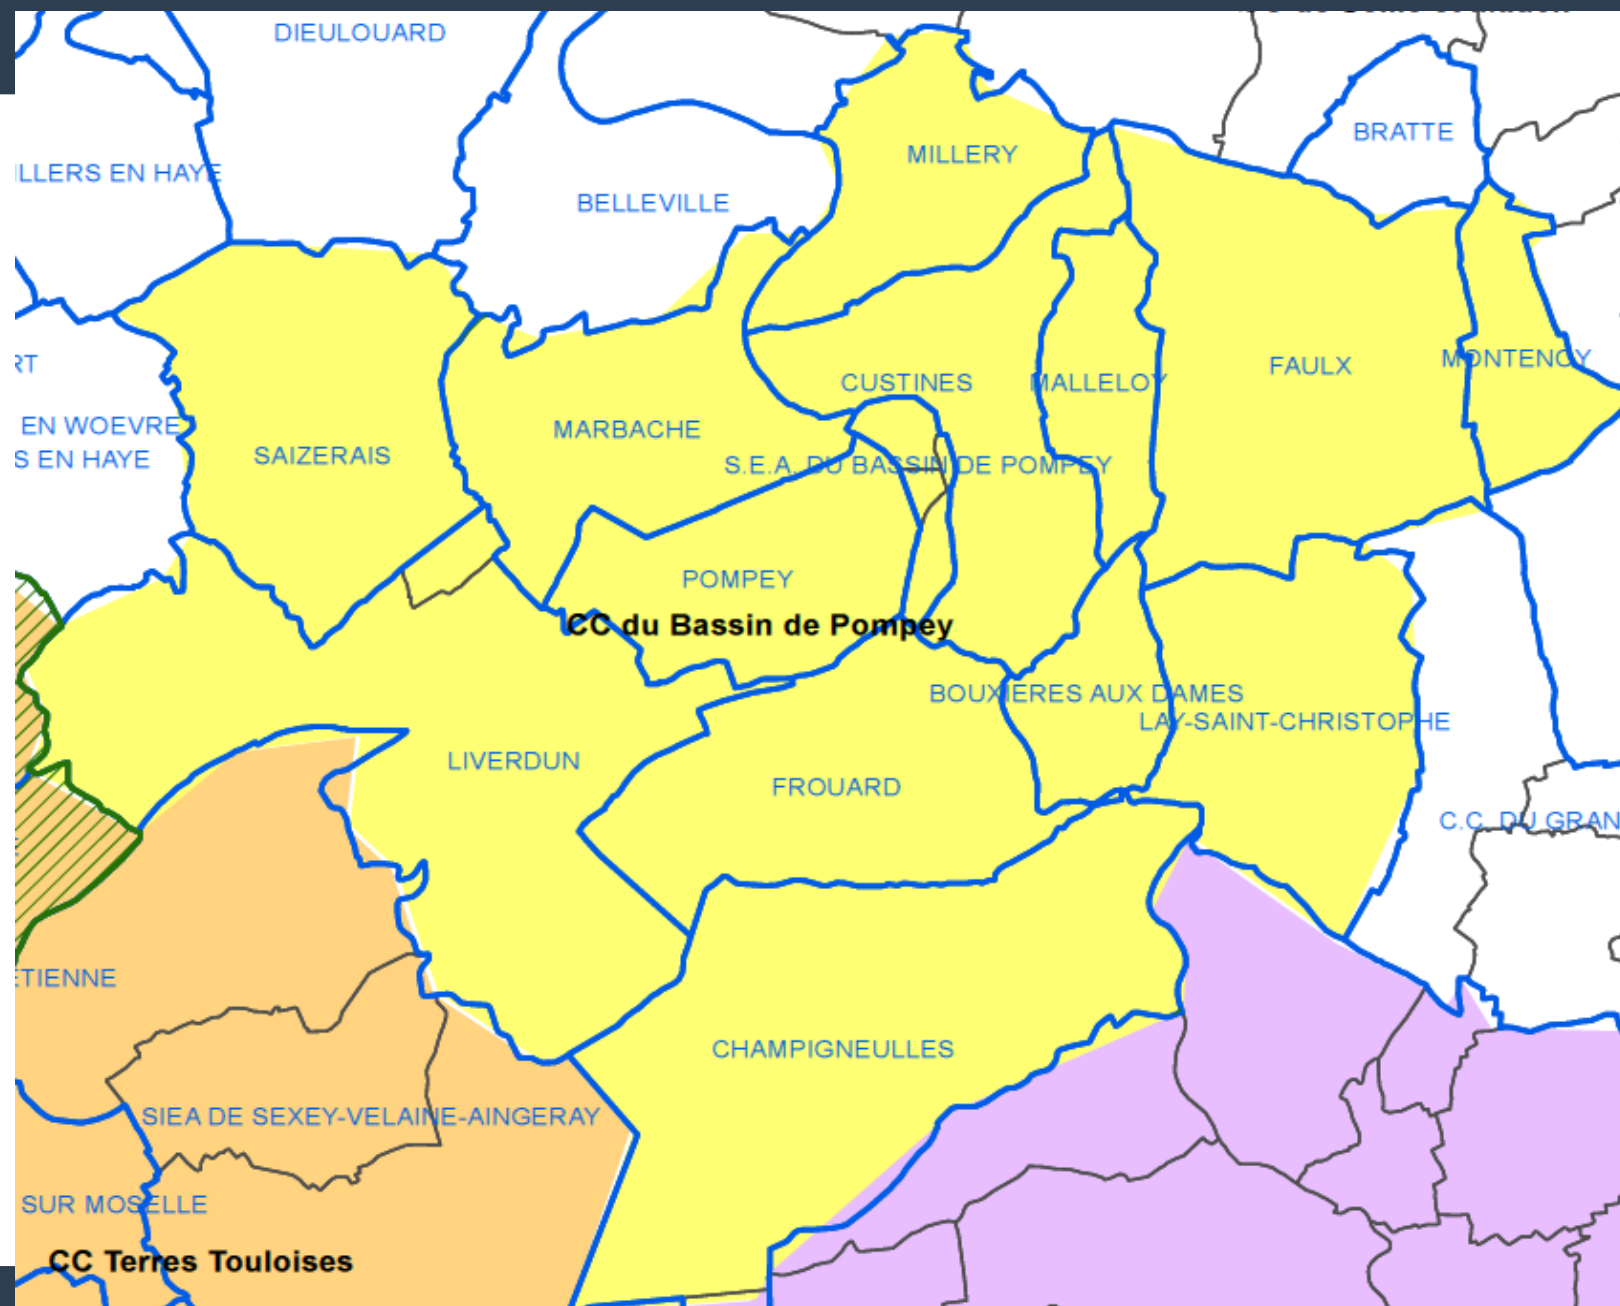 DIEULOUARD
BRATTE
MILLERY
ILLERS EN HAYE
BELLEVILLE
MONTENOY
FAULX
RT
CUSTINES
MALLELOY
EN WOEVRE
MARBACHE
SAIZERAIS
S EN HAYE
S.E.A. DU BASSIN DE POMPEY
POMPEY
CC du Bassin de Pompey
BOUXIERES AUX DAMES
LAY-SAINT-CHRISTOPHE
LIVERDUN
FROUARD
C.C. DU GRAN
ETIENNE
CHAMPIGNEULLES
SIEA DE SEXEY-VELAINE-AINGERAY
SUR MOSELLE
CC Terres Touloises